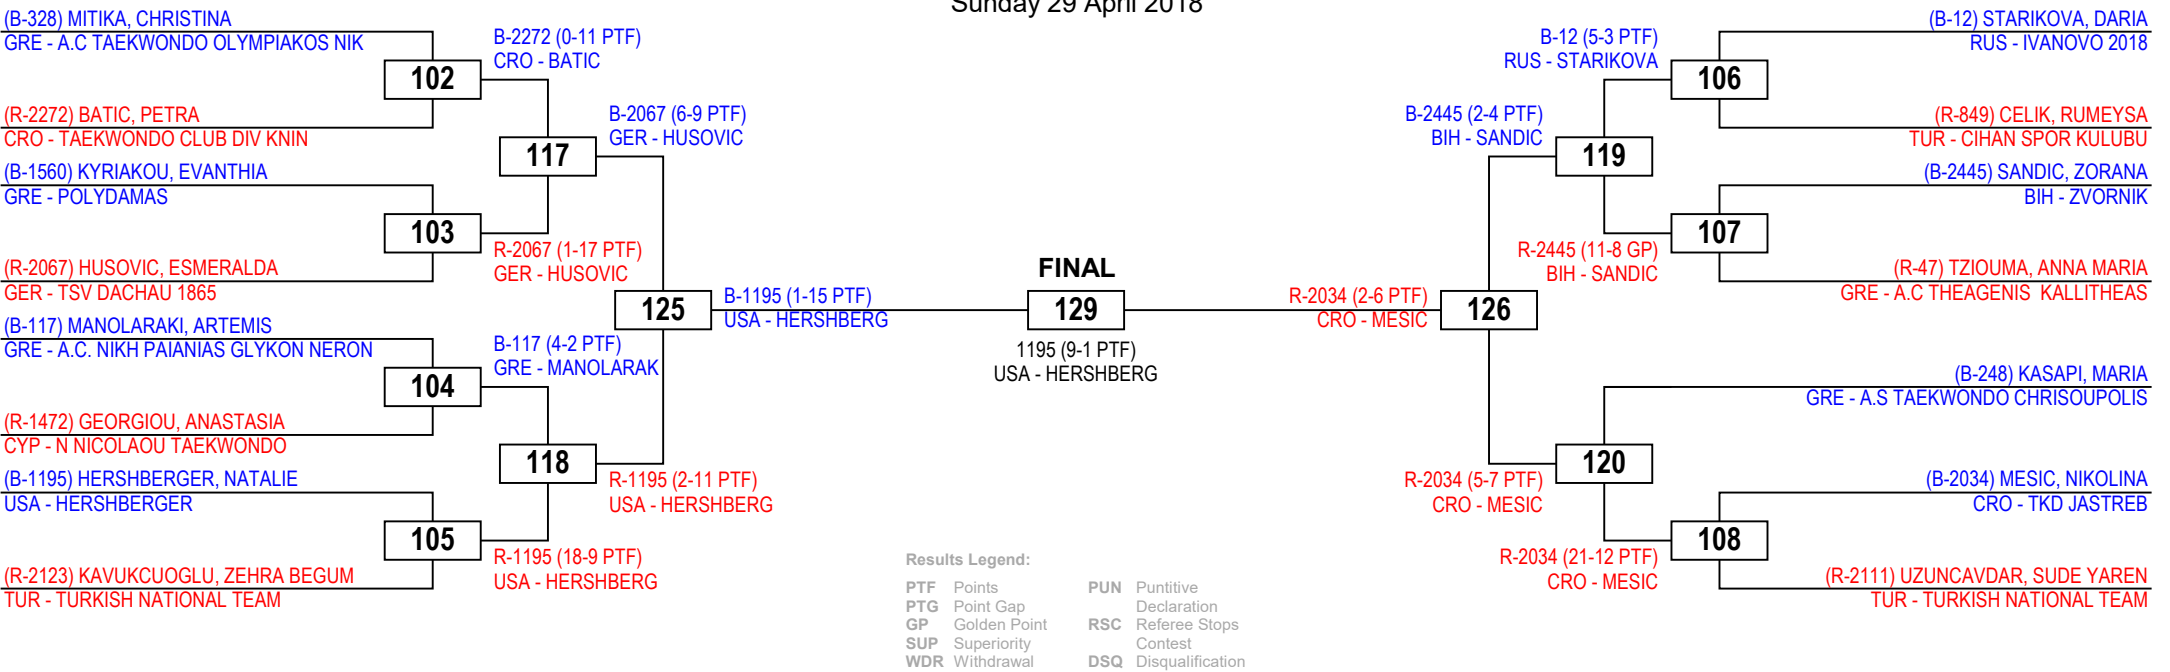 Sunday 29 April 2018
(B-328) MITIKA, CHRISTINA
GRE - A.C TAEKWONDO OLYMPIAKOS NIK
102
(R-2272) BATIC, PETRA
CRO - TAEKWONDO CLUB DIV KNIN
B-2272 (0-11 PTF)
CRO - BATIC
117
(B-1560) KYRIAKOU, EVANTHIA
GRE - POLYDAMAS
103
(R-2067) HUSOVIC, ESMERALDA
GER - TSV DACHAU 1865
R-2067 (1-17 PTF)
GER - HUSOVIC
B-2067 (6-9 PTF)
GER - HUSOVIC
125
(B-117) MANOLARAKI, ARTEMIS
GRE - A.C. NIKH PAIANIAS GLYKON NERON
104
(R-1472) GEORGIOU, ANASTASIA
CYP - N NICOLAOU TAEKWONDO
B-117 (4-2 PTF)
GRE - MANOLARAK
118
(B-1195) HERSHBERGER, NATALIE
USA - HERSHBERGER
105
(R-2123) KAVUKCUOGLU, ZEHRA BEGUM
TUR - TURKISH NATIONAL TEAM
R-1195 (18-9 PTF)
USA - HERSHBERG
R-1195 (2-11 PTF)
USA - HERSHBERG
B-1195 (1-15 PTF)
USA - HERSHBERG
FINAL
129
1195 (9-1 PTF)
USA - HERSHBERG
R-2034 (2-6 PTF)
CRO - MESIC
126
B-2445 (2-4 PTF)
BIH - SANDIC
119
B-12 (5-3 PTF)
RUS - STARIKOVA
106
(B-12) STARIKOVA, DARIA
RUS - IVANOVO 2018
(R-849) CELIK, RUMEYSA
TUR - CIHAN SPOR KULUBU
(B-2445) SANDIC, ZORANA
BIH - ZVORNIK
107
R-2445 (11-8 GP)
BIH - SANDIC
(R-47) TZIOUMA, ANNA MARIA
GRE - A.C THEAGENIS  KALLITHEAS
(B-248) KASAPI, MARIA
GRE - A.S TAEKWONDO CHRISOUPOLIS
120
R-2034 (5-7 PTF)
CRO - MESIC
(B-2034) MESIC, NIKOLINA
CRO - TKD JASTREB
108
R-2034 (21-12 PTF)
CRO - MESIC
(R-2111) UZUNCAVDAR, SUDE YAREN
TUR - TURKISH NATIONAL TEAM
Results Legend:
PTF Points
PTG Point Gap
GP Golden Point
SUP Superiority
WDR Withdrawal
PUN Puntitive
Declaration
RSC Referee Stops
Contest
DSQ Disqualification